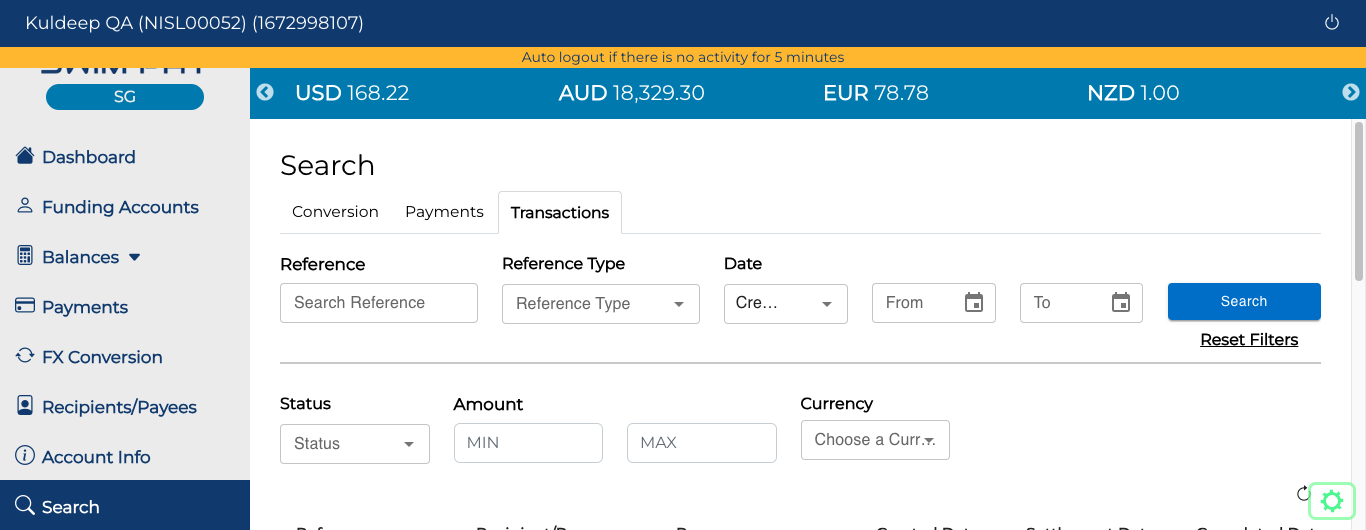 Kuldeep QA (NISL00052) (1672998107)
Auto logout if there is no activity for 5 minutes
SG
USD 168.22 AUD 18,329.30 EUR 78.78 NZD 1.00
Dashboard
Funding Accounts
Balances
Payments
FX Conversion
Recipients/Payees
Account Info
Search
Search
Conversion Payments Transactions
Reference Reference Type Date
Search Reference Reference Type Cre... From To Search
Reset Filters
Status Amount Currency
Status MIN MAX Choose a Curr...